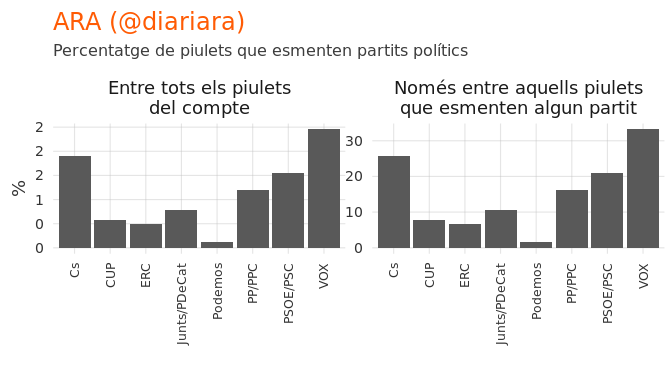 ARA (@diariara)
Percentatge de piulets que esmenten partits polítics
Entre tots els piulets
del compte
Només entre aquells piulets
que esmenten algun partit
%
2
2
2
1
0
0
30
20
10
0
Cs
CUP
ERC
Junts/PDeCat
Podemos
PP/PPC
PSOE/PSC
VOX
Cs
CUP
ERC
Junts/PDeCat
Podemos
PP/PPC
PSOE/PSC
VOX